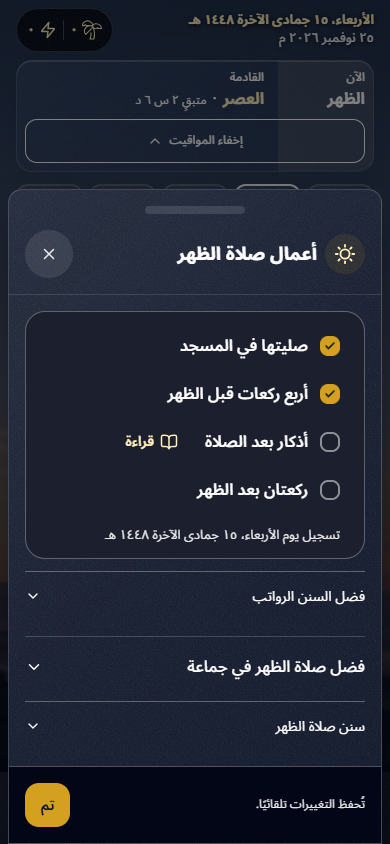 الأربعاء، ١٥ جمادى الآخرة ١٤٤٨ هـ
٢٥ نوفمبر ٢٠٢٦ م
الآن
الظهر
القادمة
العصر · متبقٍ ٢ س ٦ د
إخفاء المواقيت
أعمال صلاة الظهر
صليتها في المسجد
أربع ركعات قبل الظهر
أذكار بعد الصلاة
قراءة
ركعتان بعد الظهر
تسجيل يوم الأربعاء، ١٥ جمادى الآخرة ١٤٤٨ هـ
فضل السنن الرواتب
فضل صلاة الظهر في جماعة
سنن صلاة الظهر
تُحفظ التغييرات تلقائيًا.
تم